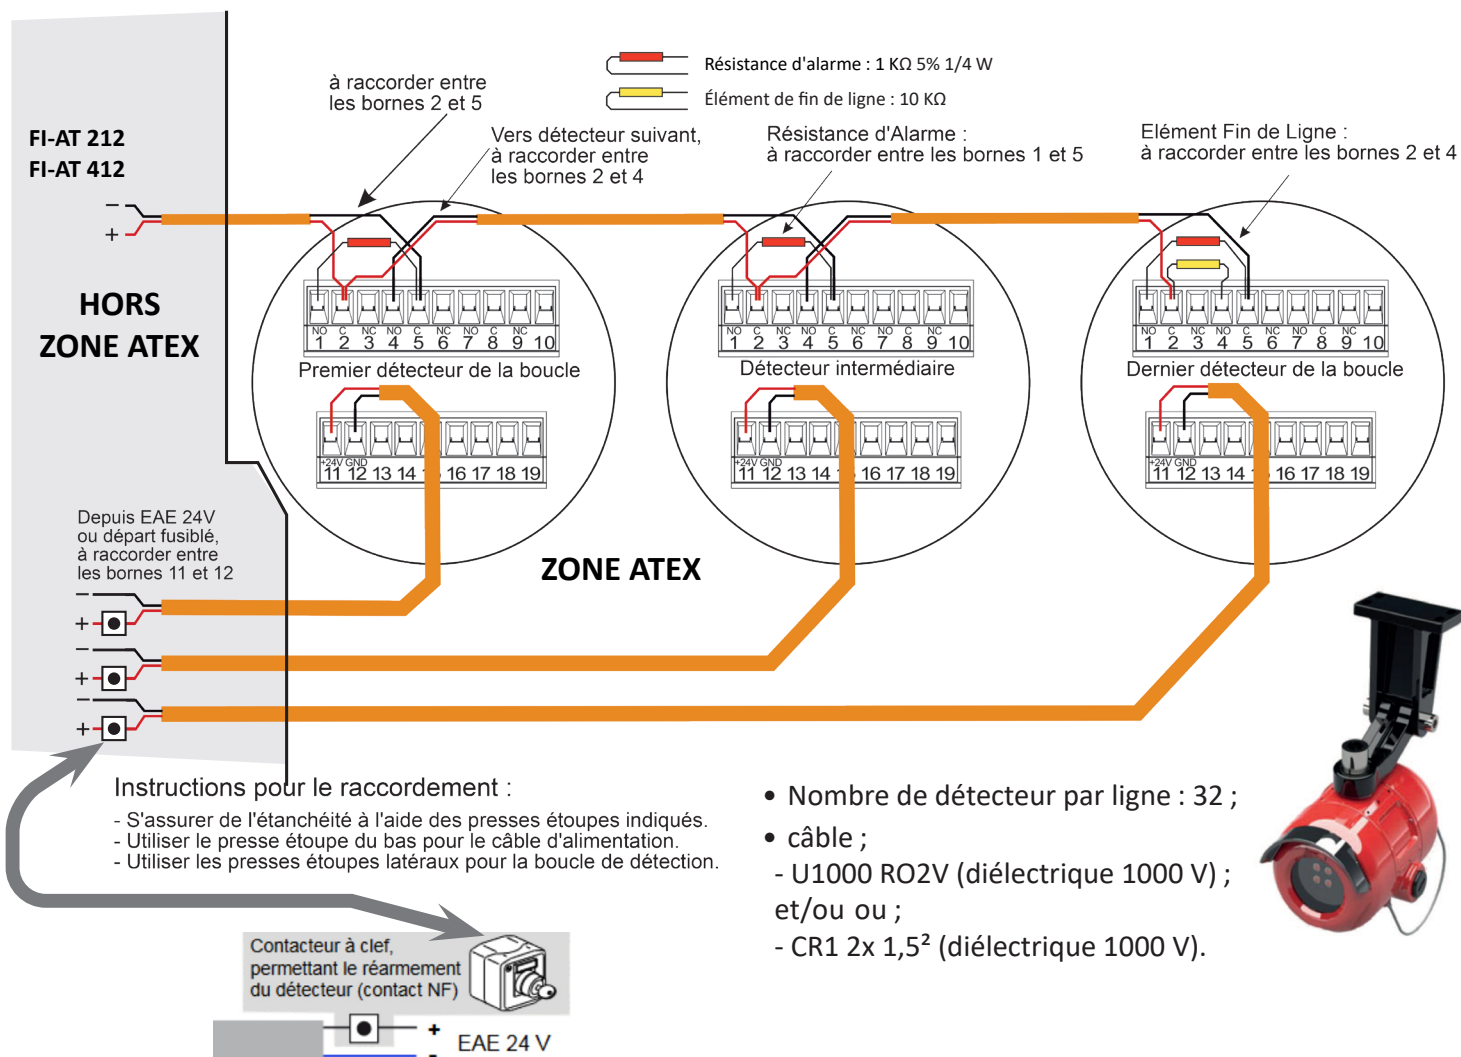 Résistance d'alarme : 1 KΩ 5% 1/4 W
Élément de fin de ligne : 10 KΩ
à raccorder entre
les bornes 2 et 5
Vers détecteur suivant,
à raccorder entre
les bornes 2 et 4
Résistance d'Alarme :
à raccorder entre les bornes 1 et 5
Elément Fin de Ligne :
à raccorder entre les bornes 2 et 4
FI-AT 212
FI-AT 412
−
+
HORS
ZONE ATEX
NO C NC NO C NC NO C NC
1 2 3 4 5 6 7 8 9 10
Premier détecteur de la boucle
+24V GND
11 12 13 14 16 17 18 19
NO C NC NO C NC NO C NC
1 2 3 4 5 6 7 8 9 10
Détecteur intermédiaire
+24V GND
11 12 13 14 16 17 18 19
NO C NC NO C NC NO C NC
1 2 3 4 5 6 7 8 9 10
Dernier détecteur de la boucle
+24V GND
11 12 13 14 16 17 18 19
ZONE ATEX
Depuis EAE 24V
ou départ fusiblé,
à raccorder entre
les bornes 11 et 12
−
+
−
+
−
+
Instructions pour le raccordement :
- S'assurer de l'étanchéité à l'aide des presses étoupes indiqués.
- Utiliser le presse étoupe du bas pour le câble d'alimentation.
- Utiliser les presses étoupes latéraux pour la boucle de détection.
• Nombre de détecteur par ligne : 32 ;
• câble ;
- U1000 RO2V (diélectrique 1000 V) ;
et/ou ou ;
- CR1 2x 1,5² (diélectrique 1000 V).
Contacteur à clef,
permettant le réarmement
du détecteur (contact NF)
+
EAE 24 V
-